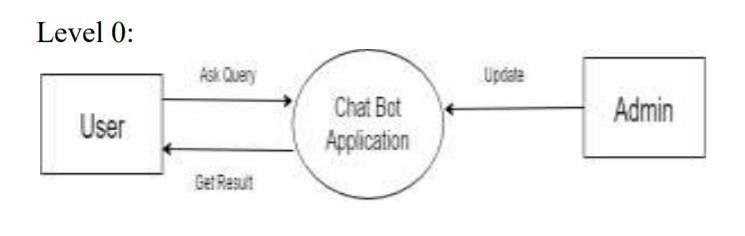 Level 0:
Ask Query
Update
User
Chat Bot
Application
Admin
Get Result